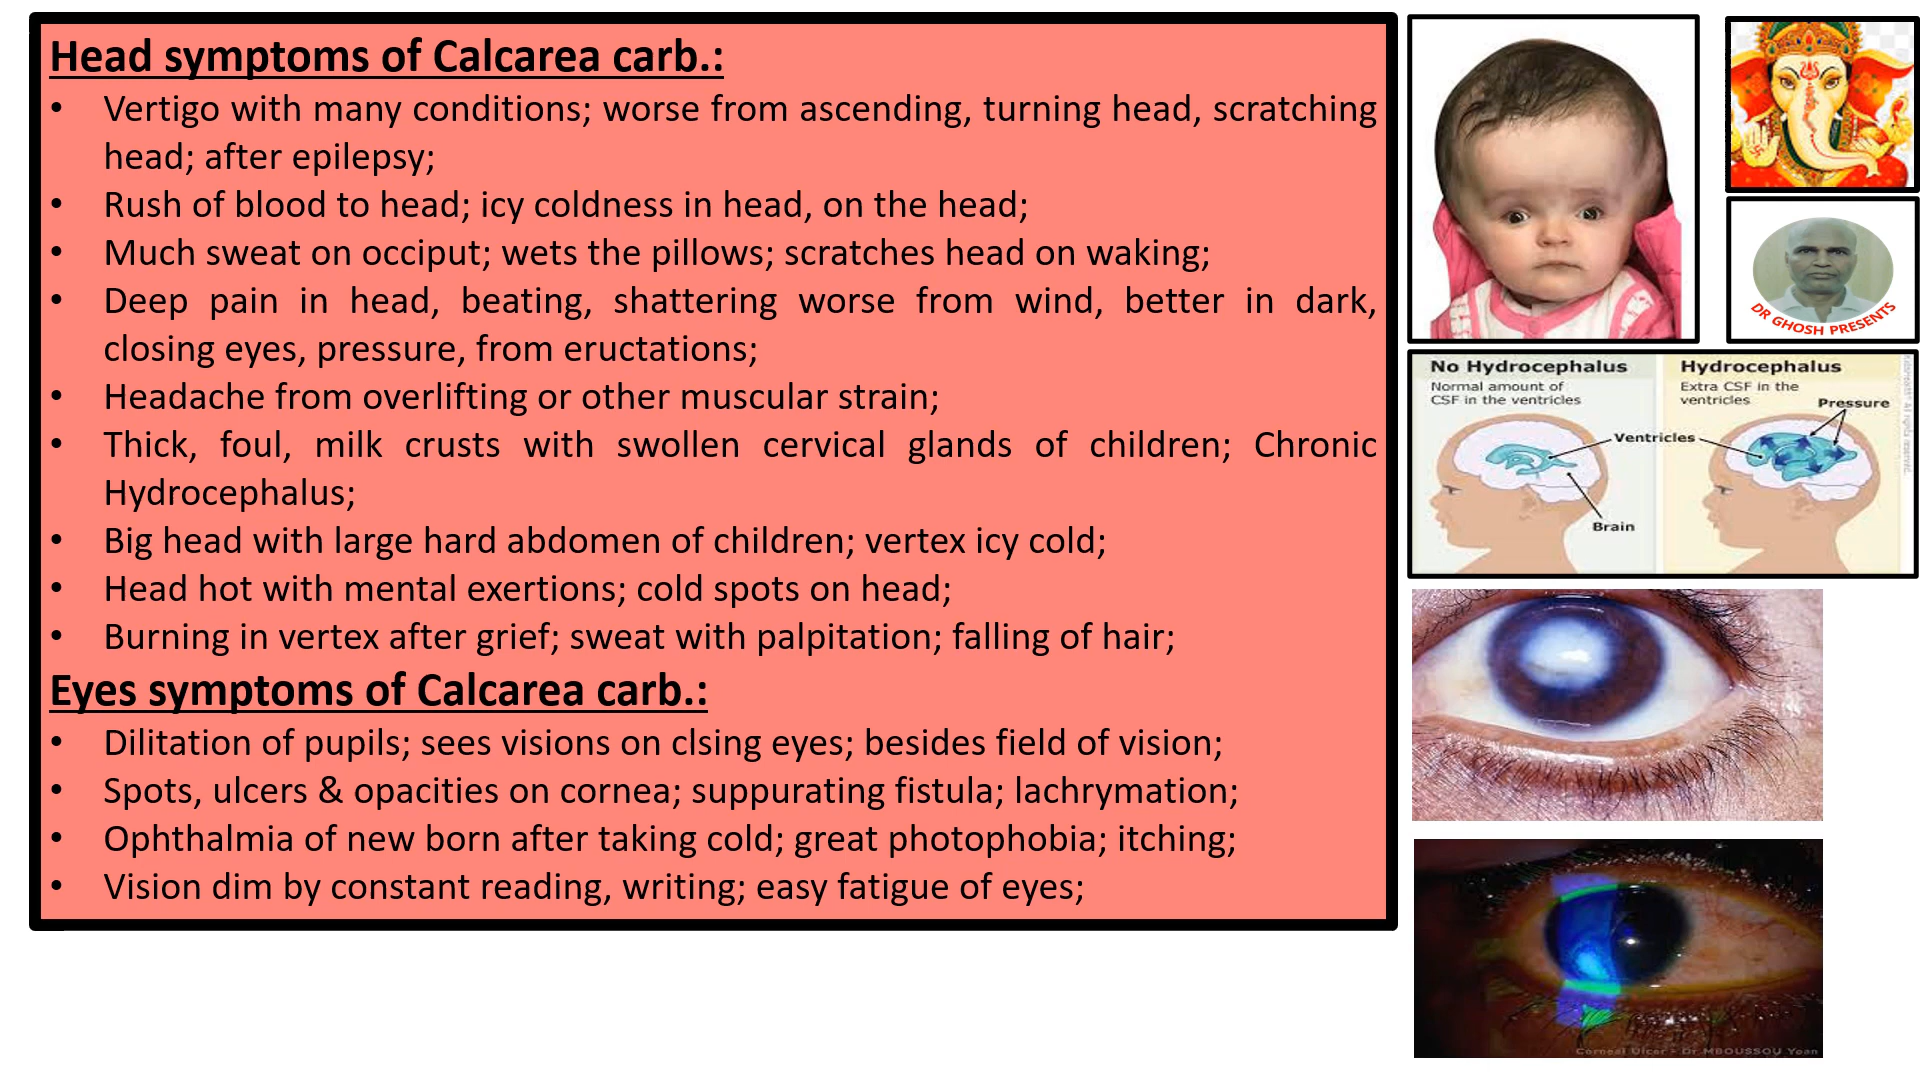 Head symptoms of Calcarea carb.:
• Vertigo with many conditions; worse from ascending, turning head, scratching
head; after epilepsy;
• Rush of blood to head; icy coldness in head, on the head;
• Much sweat on occiput; wets the pillows; scratches head on waking;
• Deep pain in head, beating, shattering worse from wind, better in dark,
closing eyes, pressure, from eructations;
• Headache from overlifting or other muscular strain;
• Thick, foul, milk crusts with swollen cervical glands of children; Chronic
Hydrocephalus;
• Big head with large hard abdomen of children; vertex icy cold;
• Head hot with mental exertions; cold spots on head;
• Burning in vertex after grief; sweat with palpitation; falling of hair;
Eyes symptoms of Calcarea carb.:
• Dilitation of pupils; sees visions on clsing eyes; besides field of vision;
• Spots, ulcers & opacities on cornea; suppurating fistula; lachrymation;
• Ophthalmia of new born after taking cold; great photophobia; itching;
• Vision dim by constant reading, writing; easy fatigue of eyes;
DR GHOSH PRESENTS
No Hydrocephalus
Normal amount of
CSF in the ventricles
Hydrocephalus
Extra CSF in the
ventricles
Pressure
Ventricles
Brain
Corneal Ulcer - Dr MBOUSSOU Yoan